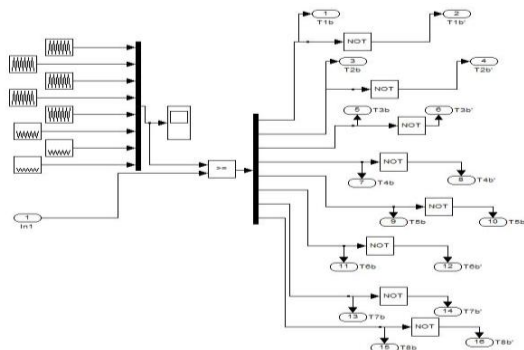 1
T1b
NOT
2
T1b'
3
T2b
NOT
4
T2b'
5
T3b
NOT
6
T3b'
>=
7
T4b
NOT
8
T4b'
1
In1
9
T5b
NOT
10
T5b
11
T6b
NOT
12
T6b'
13
T7b
NOT
14
T7b'
15
T8b
NOT
16
T8b'